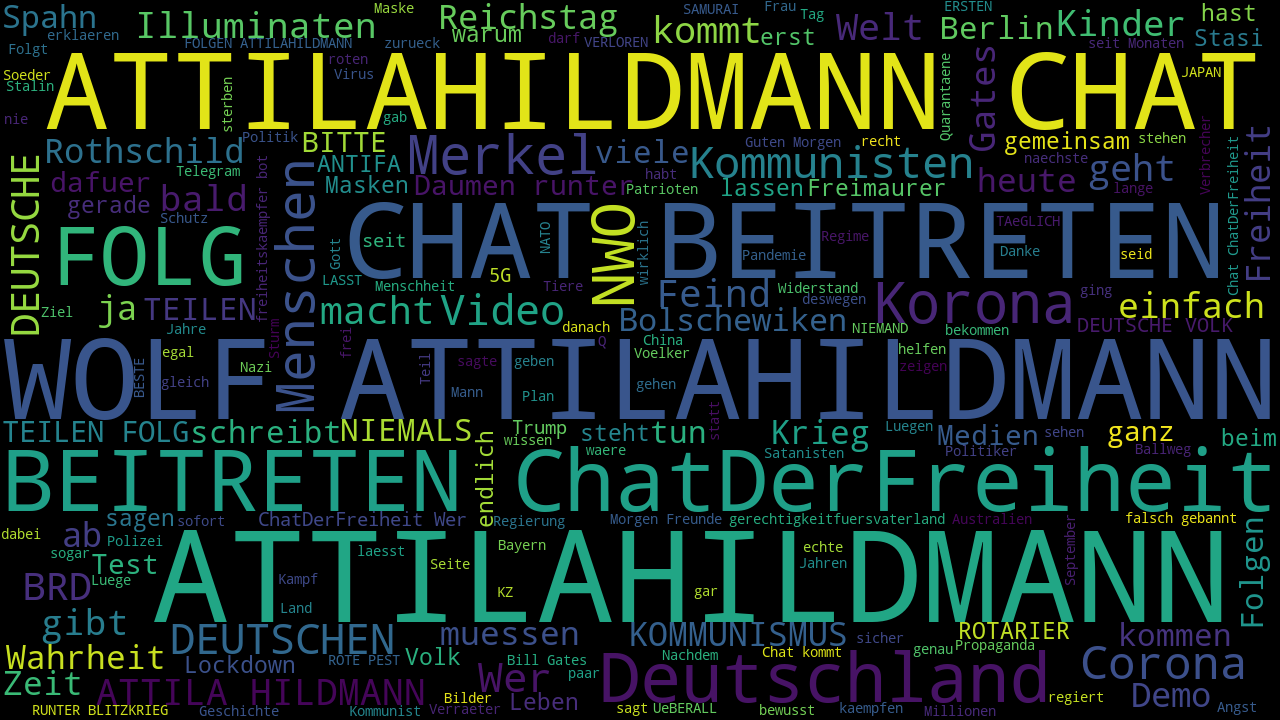 Spahn Illuminaten Maske Reichstag SAMURAI Frau Tag ERSTEN Kinder hast
erklaeren warum kommt erst Welt Berlin Stasi
Folgt FOLGEN ATTILAHILDMANN zurueck darf VERLOREN seit Monaten
Soeder roten
Stalin sterben Virus Quarantaene Gates JAPAN
ATTILAHILDMANN CHAT
nie gab
Politik BITTE Guten Morgen recht gemeinsam stehen Verbrecher Freiheit
Rothschild ANTIFA Merkel viele Kommunisten naechste geht
Telegram habt
dafuer bald Masken Daumen runter Patrioten lassen Freimaurer heute lange
gerade Schutz
DEUTSCHE freiheitskaempfer bot Menschen Chat ChatDerFreiheit
CHAT BEITRETEN
FOLG Gott seit NWO NATO wirklich Regime TAeGLICH
Pandemie Danke seid
LASST Menschheit 5G Tiere Feind Widerstand ging
Ziel ja TEILEN macht Video deswegen Korona einfach
Jahre Sturm frei danach Bolschewiken NIEMAND bekommen DEUTSCHE VOLK
WOLF ATTILAHILDMANN
egal Q China helfen
Nazi Teil sagte geben Voelker zeigen
BESTE gleich Mann Plan gehen
statt
TEILEN FOLG schreibt NIEMALS Trump steht tun Krieg Luegen Medien sehen ganz beim
endlich wissen waere Satanisten Politiker Ballweg
BEITRETEN ChatDerFreiheit
sagen sofort ChatDerFreiheit Wer Regierung Morgen Freunde gerechtigkeitfuersvaterland Australien falsch gebannt
dabei ab Polizei September Folgen
ATTILAHILDMANN
sogar Test laesst Bayern echte
Luege Seite Jahren
BRD Kampf KZ gar
Land
gibt DEUTSCHEN muessen KOMMUNISMUS sicher ROTARIER kommen
Wahrheit Lockdown ROTE PEST Volk Bill Gates Nachdem Chat kommt genau Propaganda
Zeit Wer paar Deutschland Corona
ATTILA HILDMANN Bilder Leben regiert Demo
RUNTER BLITZKRIEG Geschichte Kommunist Verraeter sagt UeBERALL bewusst kaempfen Millionen Angst